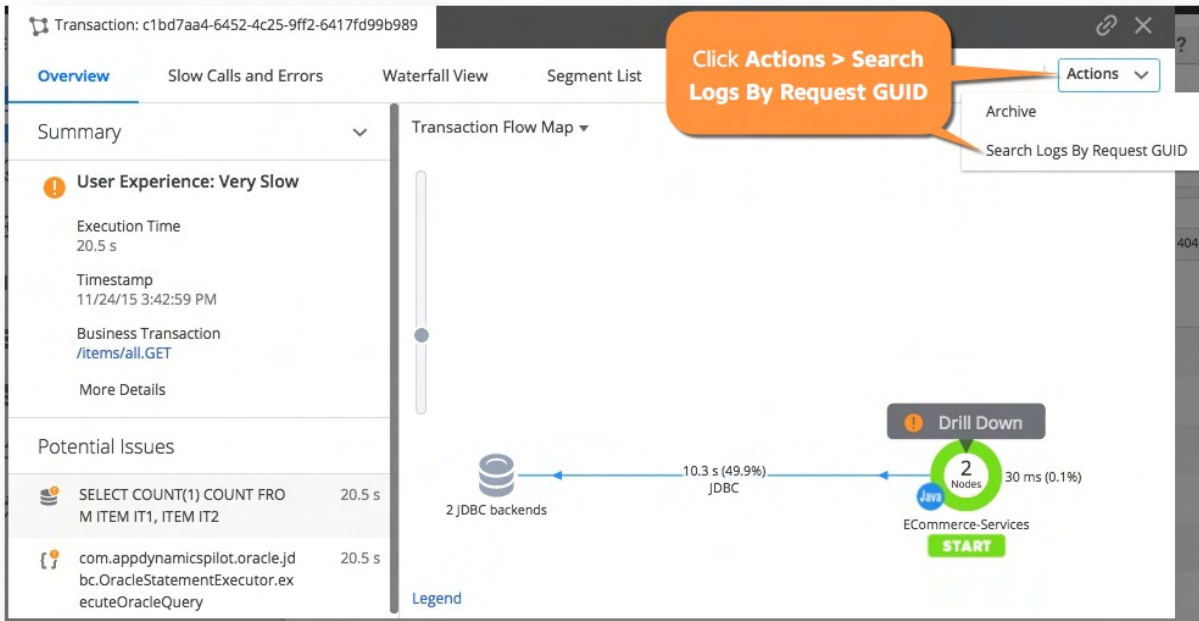 Transaction: c1bd7aa4-6452-4c25-9ff2-6417fd99b989
?
Overview
Slow Calls and Errors
Waterfall View
Segment List
Click Actions > Search
Logs By Request GUID
Actions
Archive
Search Logs By Request GUID
404
Summary
Transaction Flow Map
User Experience: Very Slow
Execution Time
20.5 s
Timestamp
11/24/15 3:42:59 PM
Business Transaction
/items/all.GET
More Details
Potential Issues
SELECT COUNT(1) COUNT FRO
M ITEM IT1, ITEM IT2
20.5 s
com.appdynamicspilot.oracle.jd
bc.OracleStatementExecutor.ex
ecuteOracleQuery
20.5 s
Drill Down
2
Nodes
Java
30 ms (0.1%)
10.3 s (49.9%)
JDBC
2 JDBC backends
ECommerce-Services
START
Legend